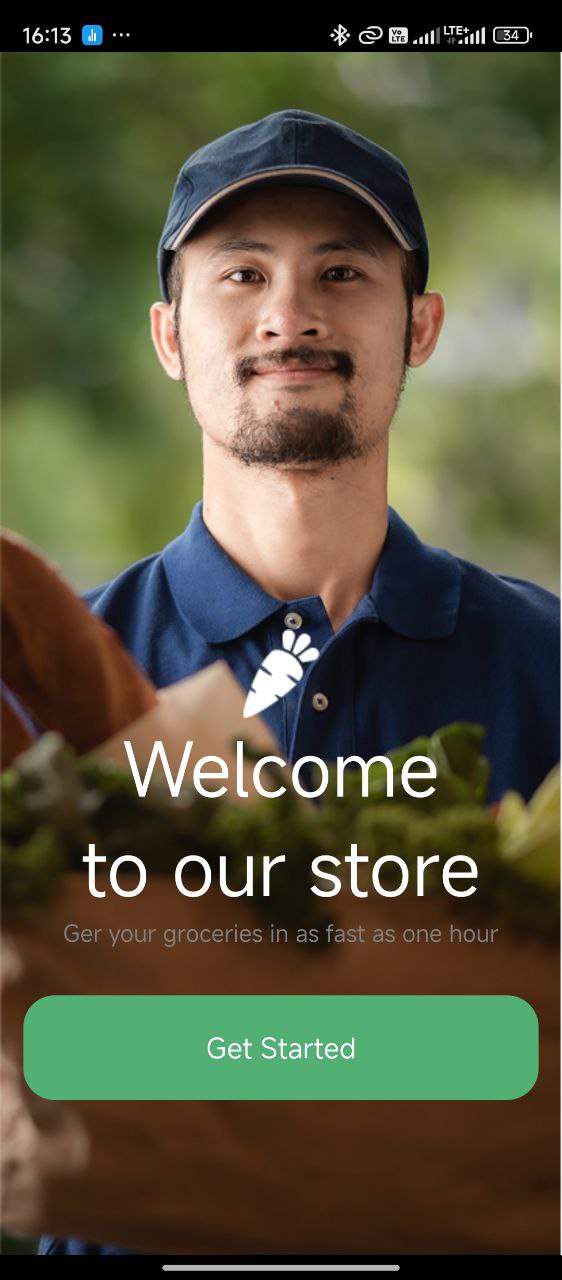 16:13
Vo LTE
LTE+
34
Welcome
to our store
Ger your groceries in as fast as one hour
Get Started